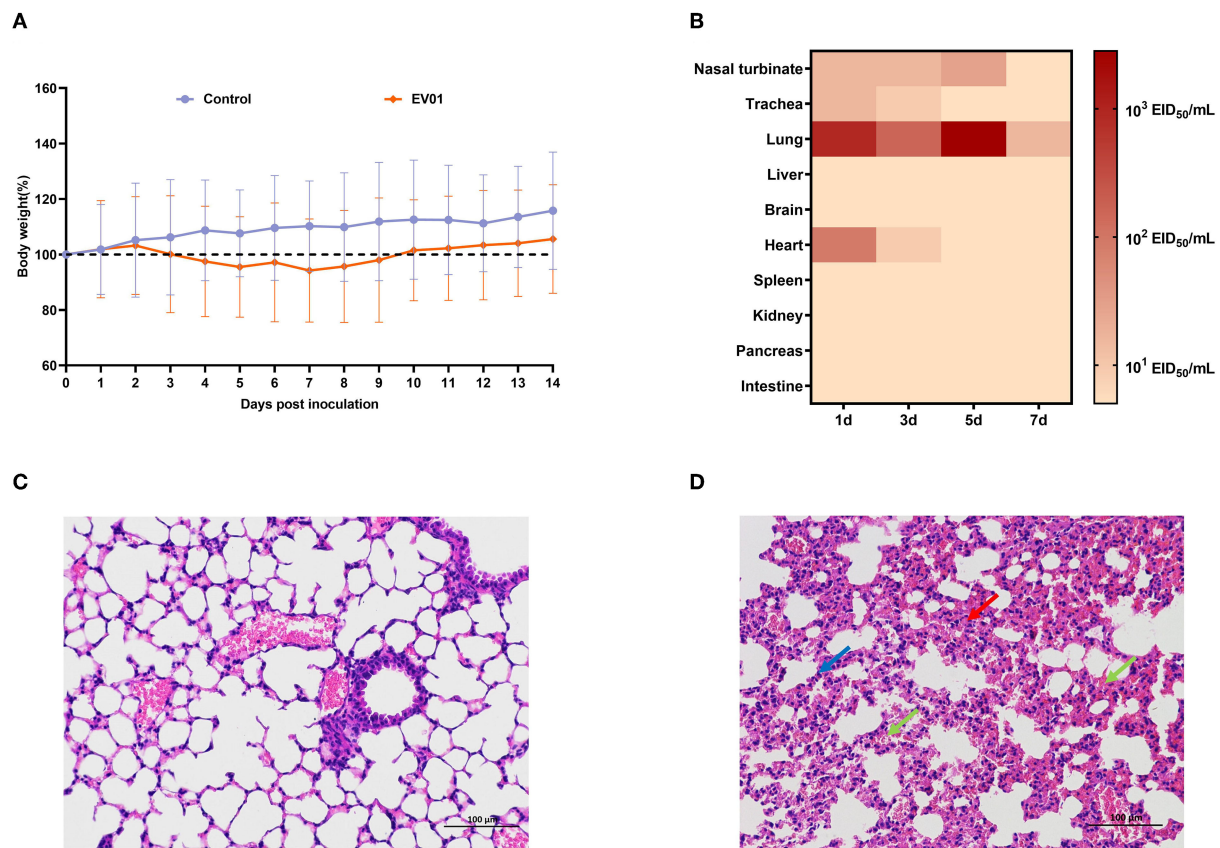 A
B
160
140
120
100
80
60
Body weight(%)
Control
EV01
0 1 2 3 4 5 6 7 8 9 10 11 12 13 14
Days post inoculation
Nasal turbinate
Trachea
Lung
Liver
Brain
Heart
Spleen
Kidney
Pancreas
Intestine
1d 3d 5d 7d
10³ EID₅₀/mL
10² EID₅₀/mL
10¹ EID₅₀/mL
C
D
100 μm
100 μm